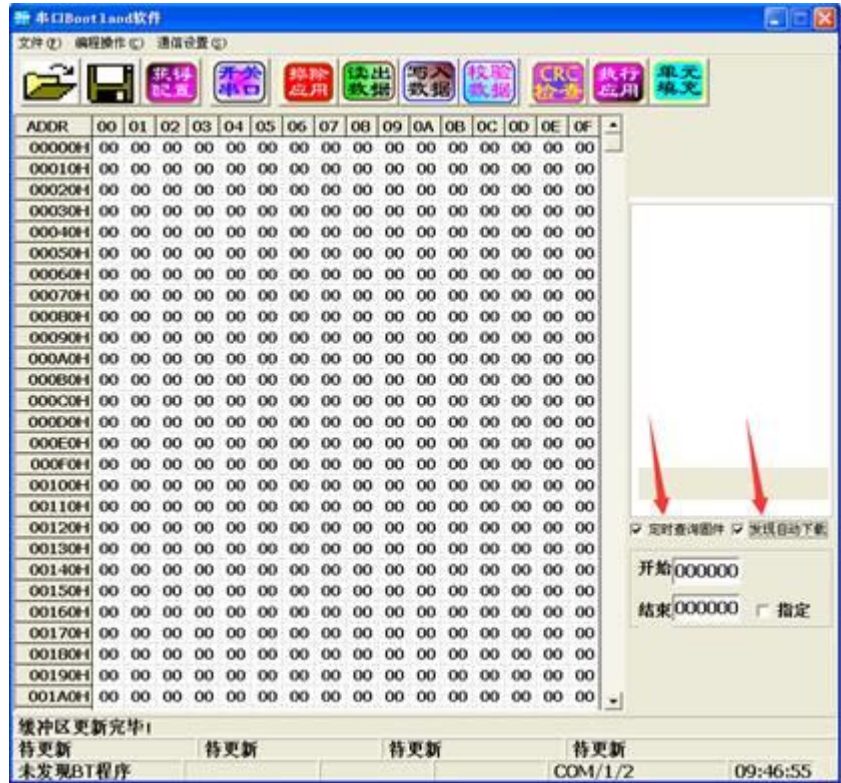 串口Bootland软件
文件(F) 编程操作(C) 通信设置(G)
获得配置 开关串口 擦除应用 读出数据 写入数据 校验数据 CRC检查 执行应用 单元填充
ADDR 00 01 02 03 04 05 06 07 08 09 0A 0B 0C 0D 0E 0F
00000H 00 00 00 00 00 00 00 00 00 00 00 00 00 00 00 00
00010H 00 00 00 00 00 00 00 00 00 00 00 00 00 00 00 00
00020H 00 00 00 00 00 00 00 00 00 00 00 00 00 00 00 00
00030H 00 00 00 00 00 00 00 00 00 00 00 00 00 00 00 00
00040H 00 00 00 00 00 00 00 00 00 00 00 00 00 00 00 00
00050H 00 00 00 00 00 00 00 00 00 00 00 00 00 00 00 00
00060H 00 00 00 00 00 00 00 00 00 00 00 00 00 00 00 00
00070H 00 00 00 00 00 00 00 00 00 00 00 00 00 00 00 00
00080H 00 00 00 00 00 00 00 00 00 00 00 00 00 00 00 00
00090H 00 00 00 00 00 00 00 00 00 00 00 00 00 00 00 00
000A0H 00 00 00 00 00 00 00 00 00 00 00 00 00 00 00 00
000B0H 00 00 00 00 00 00 00 00 00 00 00 00 00 00 00 00
000C0H 00 00 00 00 00 00 00 00 00 00 00 00 00 00 00 00
000D0H 00 00 00 00 00 00 00 00 00 00 00 00 00 00 00 00
000E0H 00 00 00 00 00 00 00 00 00 00 00 00 00 00 00 00
000F0H 00 00 00 00 00 00 00 00 00 00 00 00 00 00 00 00
00100H 00 00 00 00 00 00 00 00 00 00 00 00 00 00 00 00
00110H 00 00 00 00 00 00 00 00 00 00 00 00 00 00 00 00
00120H 00 00 00 00 00 00 00 00 00 00 00 00 00 00 00 00
00130H 00 00 00 00 00 00 00 00 00 00 00 00 00 00 00 00
00140H 00 00 00 00 00 00 00 00 00 00 00 00 00 00 00 00
00150H 00 00 00 00 00 00 00 00 00 00 00 00 00 00 00 00
00160H 00 00 00 00 00 00 00 00 00 00 00 00 00 00 00 00
00170H 00 00 00 00 00 00 00 00 00 00 00 00 00 00 00 00
00180H 00 00 00 00 00 00 00 00 00 00 00 00 00 00 00 00
00190H 00 00 00 00 00 00 00 00 00 00 00 00 00 00 00 00
001A0H 00 00 00 00 00 00 00 00 00 00 00 00 00 00 00 00
定时查询固件 发现自动下载
开始 000000
结束 000000 指定
缓冲区更新完毕!
待更新 待更新 待更新 待更新
未发现BT程序 COM/1/2 09:46:55